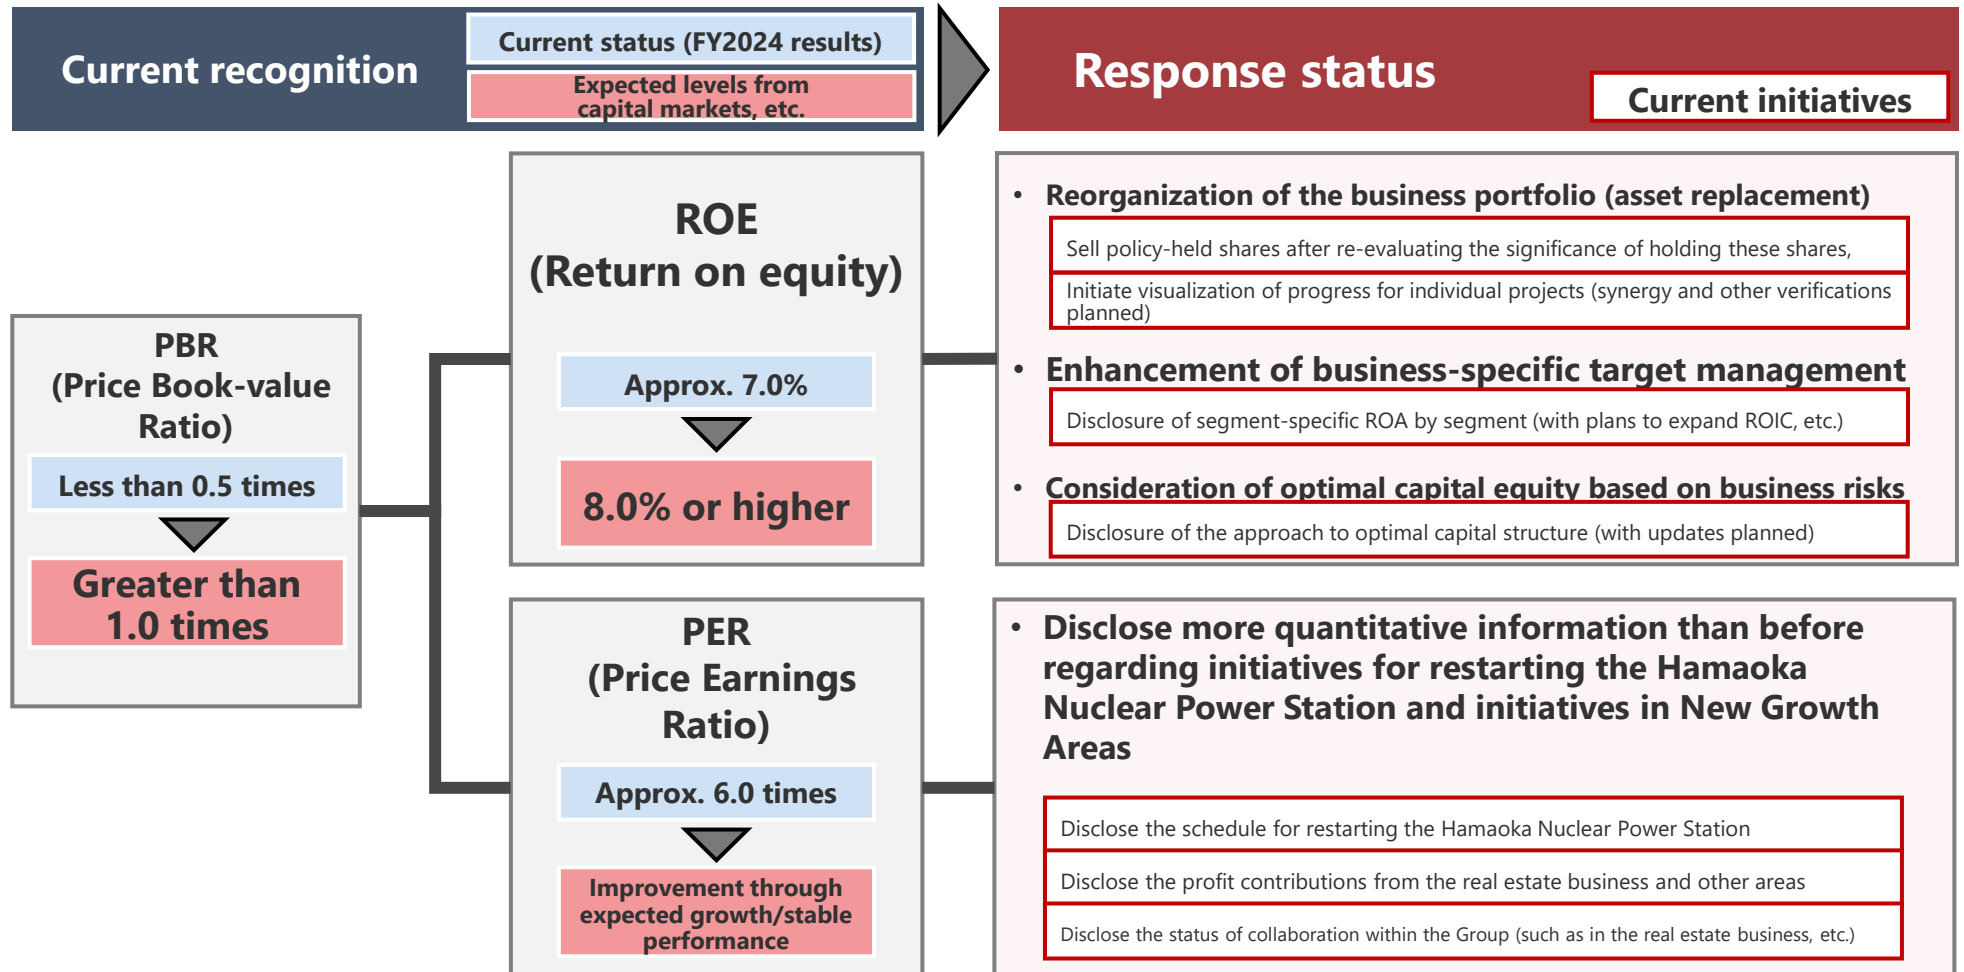 Current recognition
Current status (FY2024 results)
Expected levels from
capital markets, etc.
Response status
Current initiatives
PBR
(Price Book-value
Ratio)
Less than 0.5 times
Greater than
1.0 times
ROE
(Return on equity)
Approx. 7.0%
8.0% or higher
• Reorganization of the business portfolio (asset replacement)
Sell policy-held shares after re-evaluating the significance of holding these shares,
Initiate visualization of progress for individual projects (synergy and other verifications
planned)
• Enhancement of business-specific target management
Disclosure of segment-specific ROA by segment (with plans to expand ROIC, etc.)
• Consideration of optimal capital equity based on business risks
Disclosure of the approach to optimal capital structure (with updates planned)
PER
(Price Earnings
Ratio)
Approx. 6.0 times
Improvement through
expected growth/stable
performance
• Disclose more quantitative information than before
regarding initiatives for restarting the Hamaoka
Nuclear Power Station and initiatives in New Growth
Areas
Disclose the schedule for restarting the Hamaoka Nuclear Power Station
Disclose the profit contributions from the real estate business and other areas
Disclose the status of collaboration within the Group (such as in the real estate business, etc.)